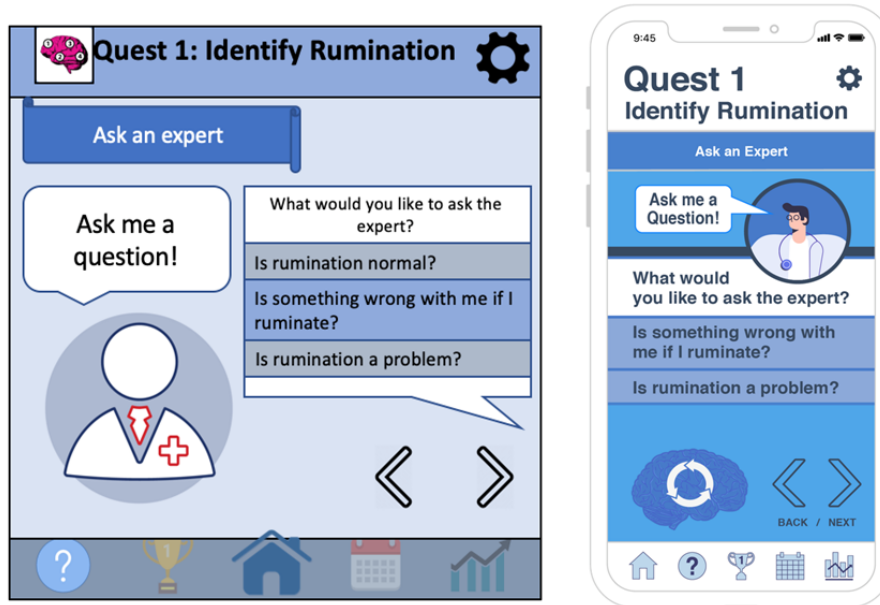 Quest 1: Identify Rumination
Ask an expert
Ask me a
question!
What would you like to ask the
expert?
Is rumination normal?
Is something wrong with me if I
ruminate?
Is rumination a problem?
?
1
9:45
Quest 1
Identify Rumination
Ask an Expert
Ask me a
Question!
What would
you like to ask the expert?
Is something wrong with
me if I ruminate?
Is rumination a problem?
BACK / NEXT
?
1